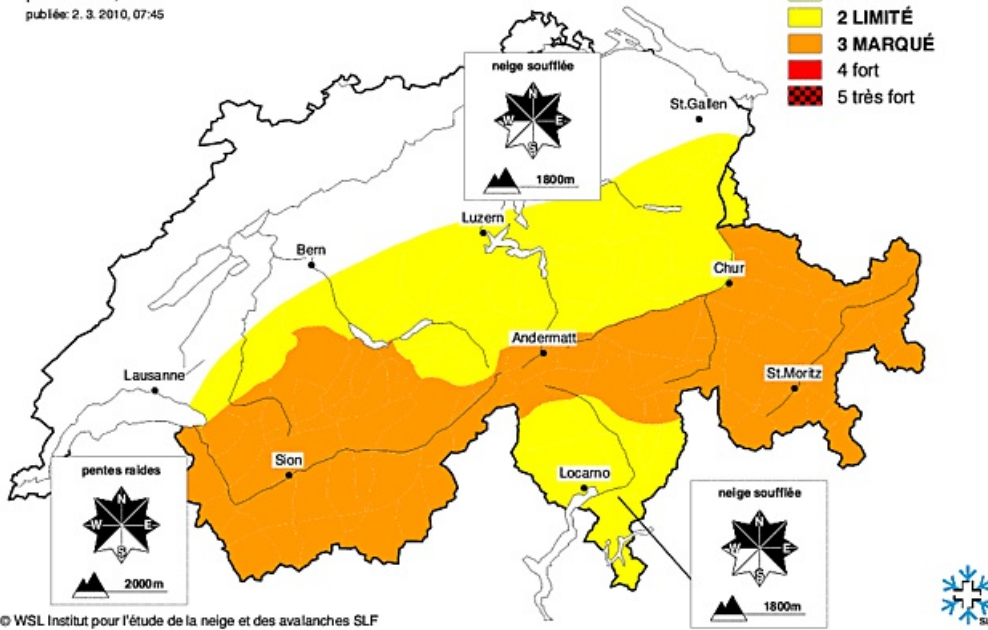 publiée: 2. 3. 2010, 07:45
2 LIMITÉ
3 MARQUÉ
4 fort
5 très fort
neige soufflée
N
W E
S
1800m
St.Gallen
Luzern
Bern
Chur
Andermatt
Lausanne
St.Moritz
Sion
Locarno
pentes raides
N
W E
S
2000m
neige soufflée
N
W E
S
1800m
© WSL Institut pour l'étude de la neige et des avalanches SLF